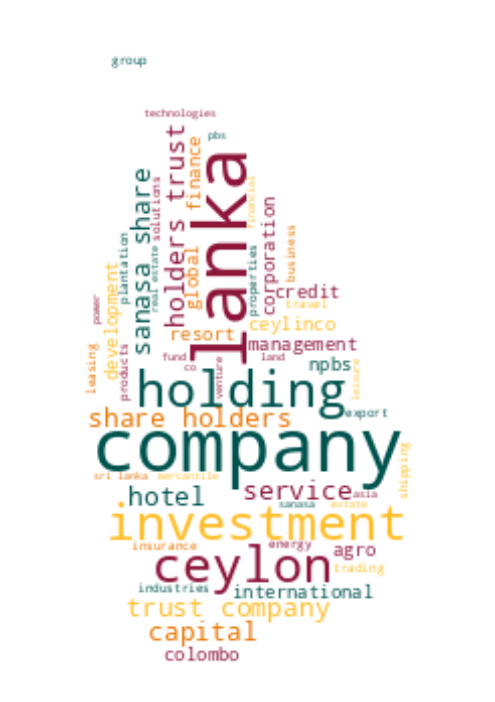 group
technologies
pbs
lanka
holders trust
finance
financial
sanasa share
solutions
real estate
global
corporation
business
properties
plantation
development
power
credit
travel
ceylinco
resort
management
leasing
products
fund
co
venture
land
npbs
leisure
holding
share holders
export
company
shipping
sri lanka
mercantile
service
asia
hotel
sanasa
estate
investment
insurance
energy
agro
ceylon
trading
industries
international
trust company
capital
colombo